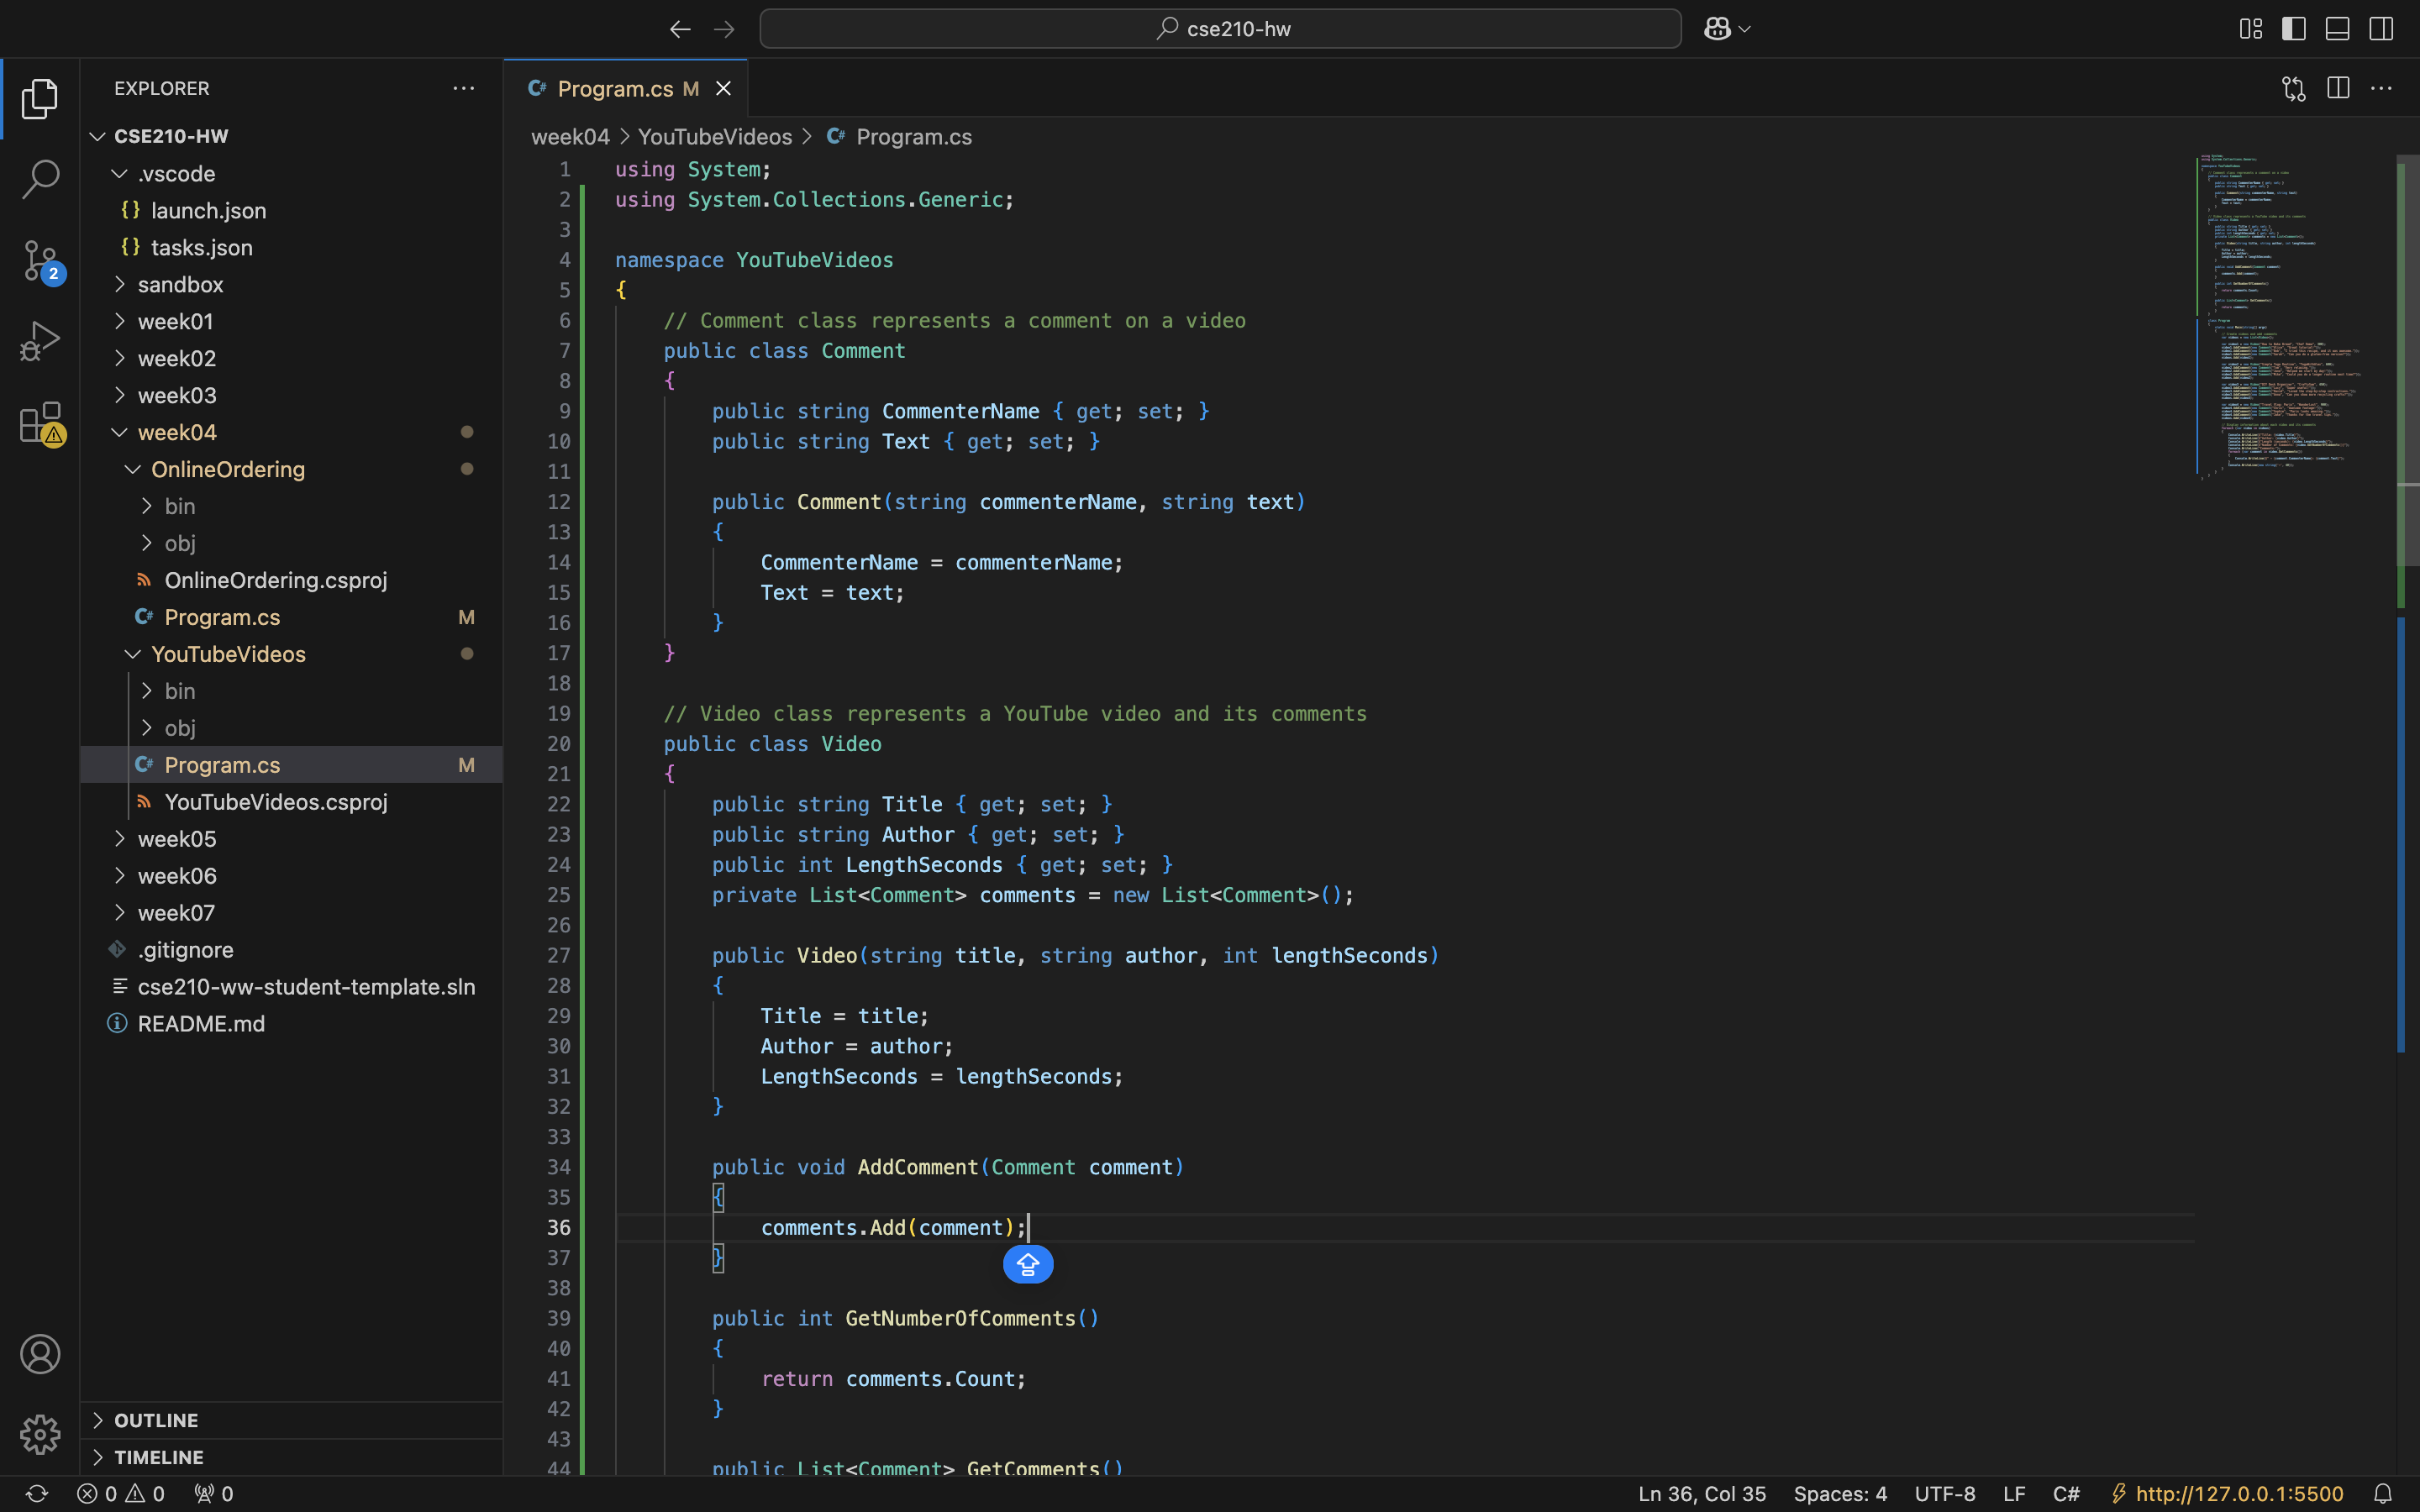 cse210-hw
EXPLORER
Program.cs M
week04 > YouTubeVideos > Program.cs
CSE210-HW
.vscode
launch.json
tasks.json
2
sandbox
week01
week02
week03
week04
OnlineOrdering
bin
obj
OnlineOrdering.csproj
Program.cs M
YouTubeVideos
bin
obj
Program.cs M
YouTubeVideos.csproj
week05
week06
week07
.gitignore
cse210-ww-student-template.sln
README.md
OUTLINE
TIMELINE
1 using System;
2 using System.Collections.Generic;
3
4 namespace YouTubeVideos
5 {
6 // Comment class represents a comment on a video
7 public class Comment
8 {
9 public string CommenterName { get; set; }
10 public string Text { get; set; }
11
12 public Comment(string commenterName, string text)
13 {
14 CommenterName = commenterName;
15 Text = text;
16 }
17 }
18
19 // Video class represents a YouTube video and its comments
20 public class Video
21 {
22 public string Title { get; set; }
23 public string Author { get; set; }
24 public int LengthSeconds { get; set; }
25 private List<Comment> comments = new List<Comment>();
26
27 public Video(string title, string author, int lengthSeconds)
28 {
29 Title = title;
30 Author = author;
31 LengthSeconds = lengthSeconds;
32 }
33
34 public void AddComment(Comment comment)
35 {
36 comments.Add(comment);
37 }
38
39 public int GetNumberOfComments()
40 {
41 return comments.Count;
42 }
43
44 public List<Comment> GetComments()
0 0 0
Ln 36, Col 35 Spaces: 4 UTF-8 LF C# http://127.0.0.1:5500